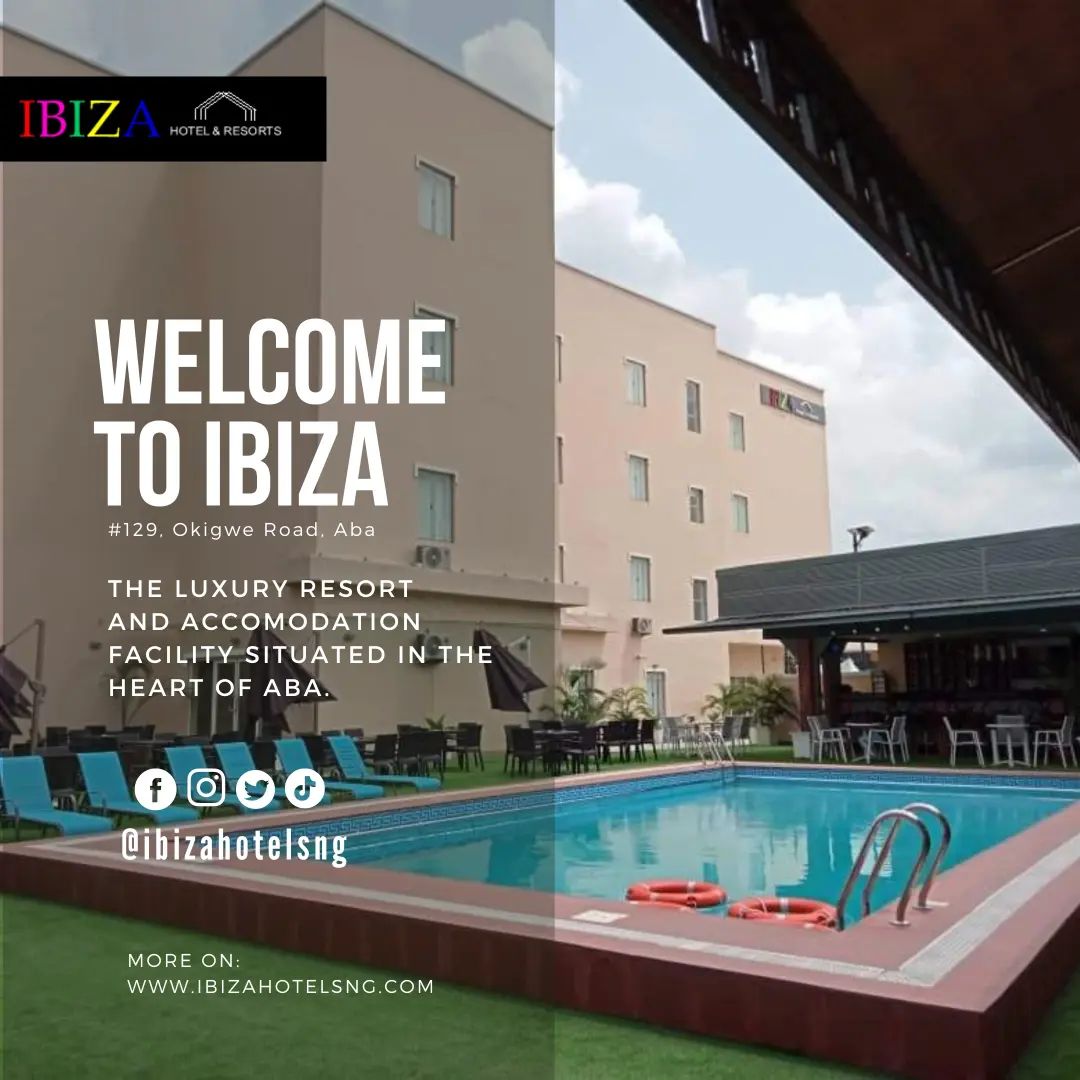 IBIZA HOTEL & RESORTS
WELCOME
TO IBIZA
#129, Okigwe Road, Aba
THE LUXURY RESORT
AND ACCOMODATION
FACILITY SITUATED IN THE
HEART OF ABA.
@ibizahotelsng
MORE ON:
WWW.IBIZAHOTELSNG.COM
IBIZA